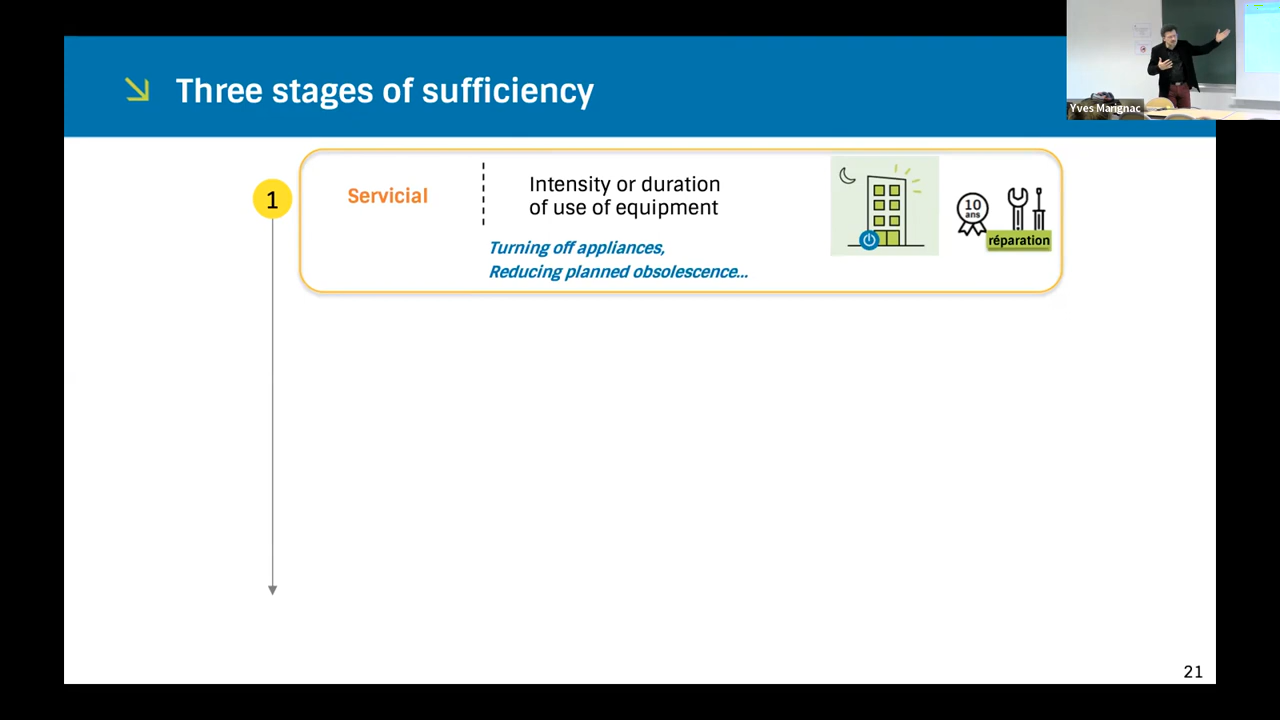 Three stages of sufficiency
Yves Marignac
1
Servicial
Intensity or duration
of use of equipment
Turning off appliances,
Reducing planned obsolescence...
10
ans
réparation
21